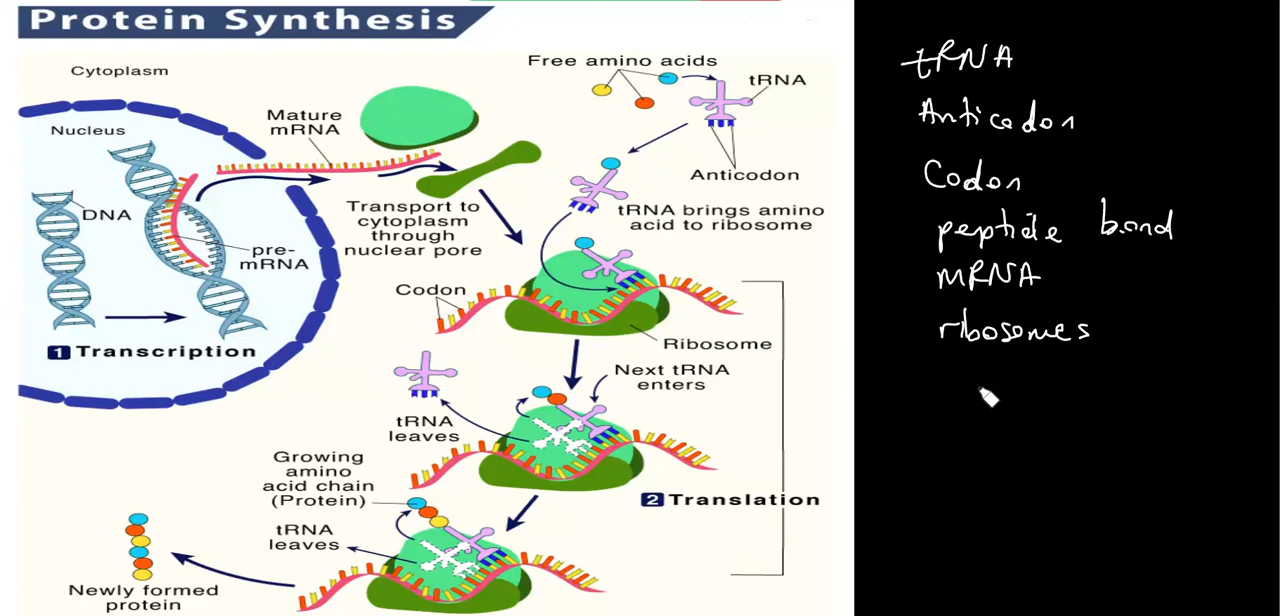 Protein Synthesis
Cytoplasm
Nucleus
DNA
pre-
mRNA
1 Transcription
Mature
mRNA
Transport to
cytoplasm
through
nuclear pore
Free amino acids
tRNA
Anticodon
tRNA brings amino
acid to ribosome
Codon
Ribosome
Next tRNA
enters
tRNA
leaves
2 Translation
Growing
amino
acid chain
(Protein)
tRNA
leaves
Newly formed
protein
tRNA
Anticodon
Codon
peptide bond
mRNA
ribosomes